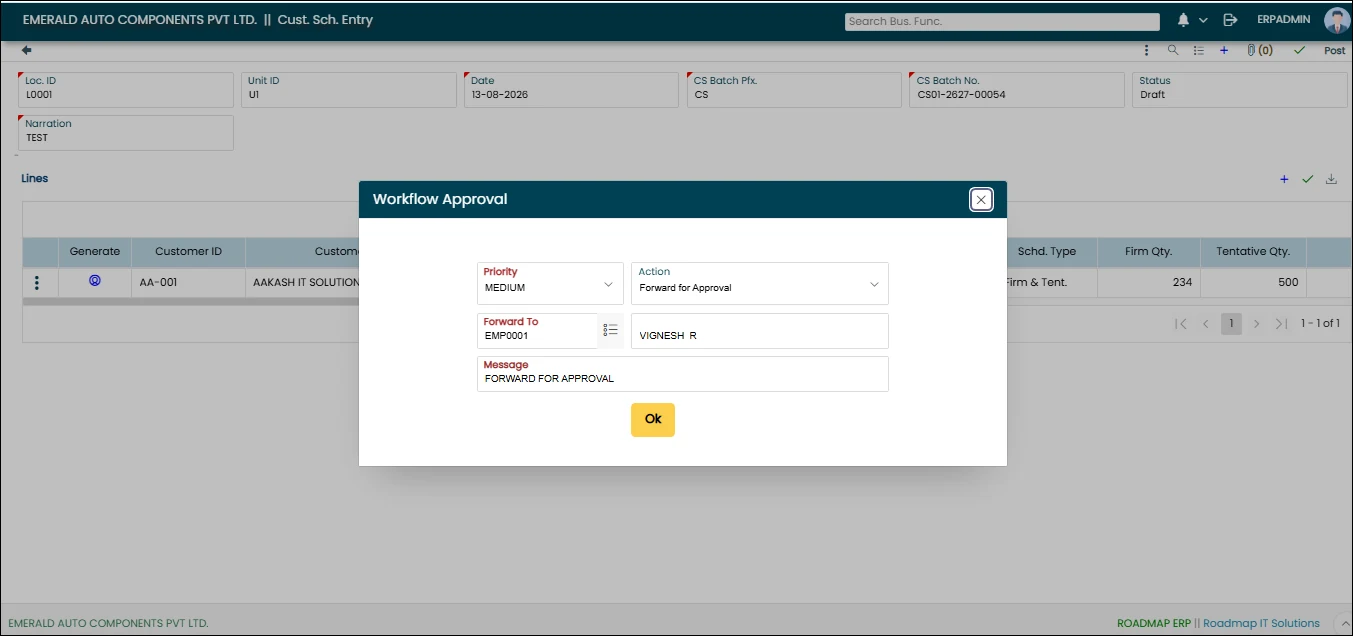 EMERALD AUTO COMPONENTS PVT LTD. || Cust. Sch. Entry
Search Bus. Func.
ERPADMIN
(0)
Post
Loc. ID
L0001
Unit ID
U1
Date
13-08-2026
CS Batch Pfx.
CS
CS Batch No.
CS01-2627-00054
Status
Draft
Narration
TEST
Lines
Workflow Approval
Generate
Customer ID
Custome
Schd. Type
Firm Qty.
Tentative Qty.
AA-001
AAKASH IT SOLUTION
Firm & Tent.
234
500
Priority
MEDIUM
Action
Forward for Approval
Forward To
EMP0001
VIGNESH R
Message
FORWARD FOR APPROVAL
Ok
1
1 - 1 of 1
EMERALD AUTO COMPONENTS PVT LTD.
ROADMAP ERP || Roadmap IT Solutions